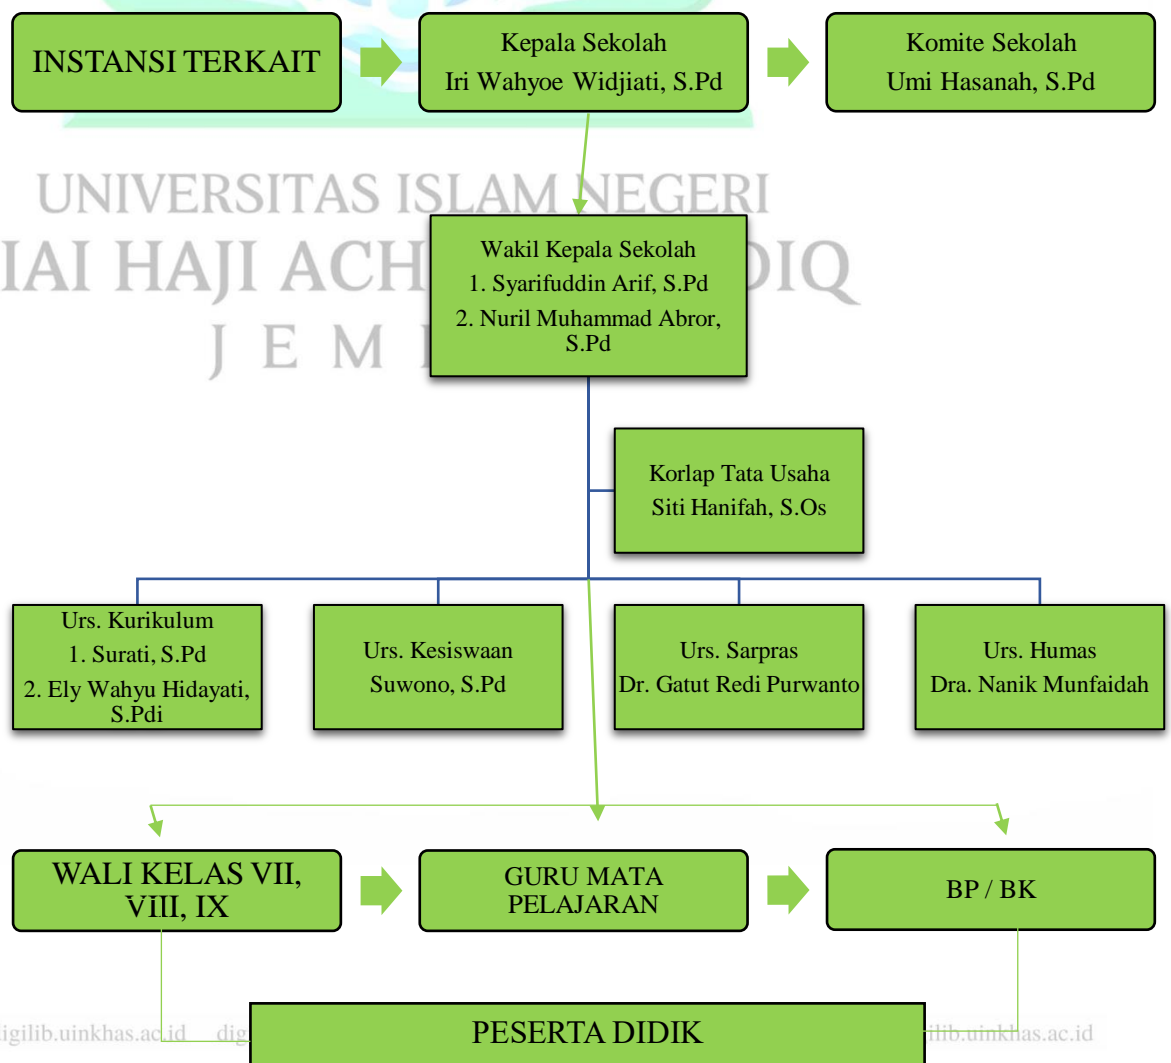 INSTANSI TERKAIT
Kepala Sekolah
Iri Wahyoe Widjiati, S.Pd
Komite Sekolah
Umi Hasanah, S.Pd
UNIVERSITAS ISLAM NEGERI
IAI HAJI ACH
DIQ
J E M
Wakil Kepala Sekolah
1. Syarifuddin Arif, S.Pd
2. Nuril Muhammad Abror,
S.Pd
Korlap Tata Usaha
Siti Hanifah, S.Os
Urs. Kurikulum
1. Surati, S.Pd
2. Ely Wahyu Hidayati,
S.Pdi
Urs. Kesiswaan
Suwono, S.Pd
Urs. Sarpras
Dr. Gatut Redi Purwanto
Urs. Humas
Dra. Nanik Munfaidah
WALI KELAS VII,
VIII, IX
GURU MATA
PELAJARAN
BP / BK
PESERTA DIDIK
igilib.uinkhas.ac.id dig
ilib.uinkhas.ac.id